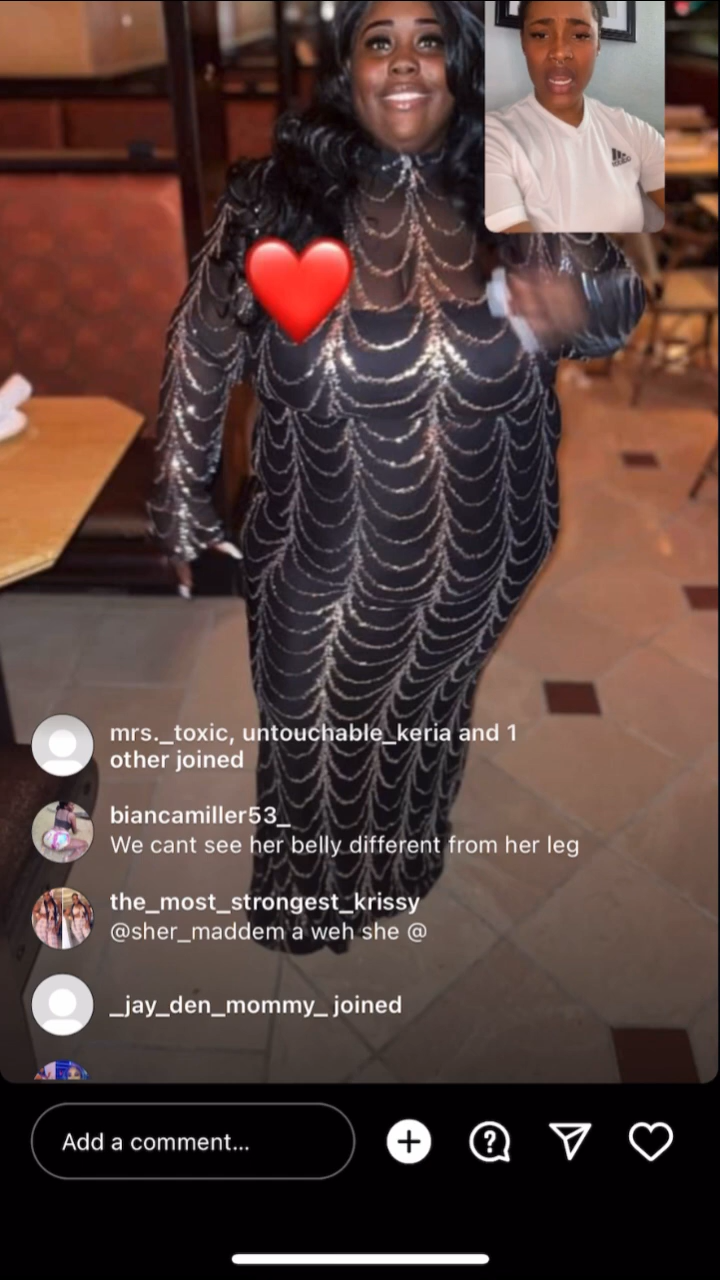 mrs._toxic, untouchable_keria and 1
other joined
biancamiller53_
We cant see her belly different from her leg
the_most_strongest_krissy
@sher_maddem a weh she @
_jay_den_mommy_ joined
Add a comment...